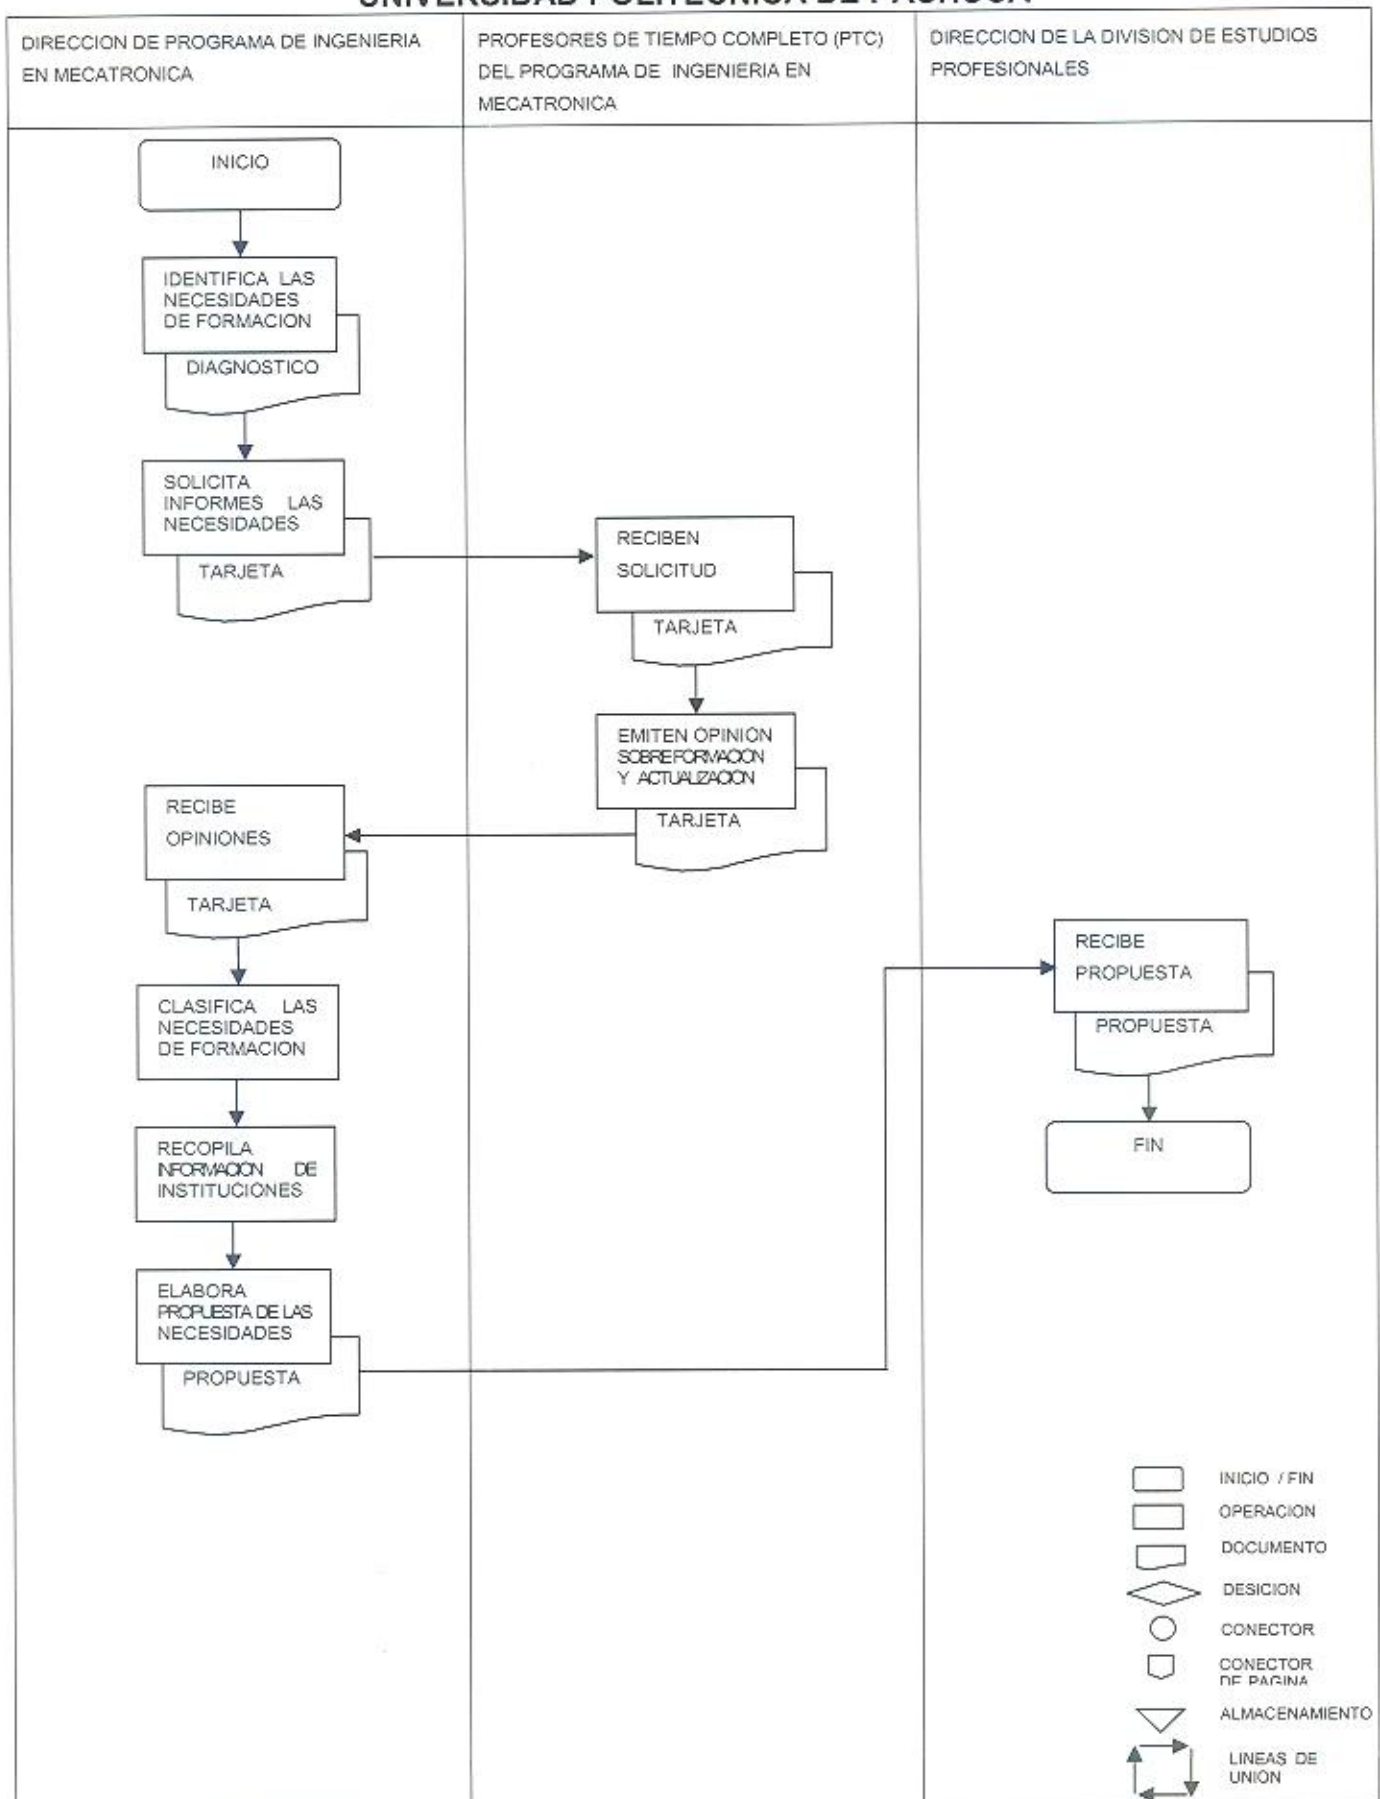 DIRECCION DE PROGRAMA DE INGENIERIA
EN MECATRONICA
PROFESORES DE TIEMPO COMPLETO (PTC)
DEL PROGRAMA DE INGENIERIA EN
MECATRONICA
DIRECCION DE LA DIVISION DE ESTUDIOS
PROFESIONALES
INICIO
IDENTIFICA LAS
NECESIDADES
DE FORMACION
DIAGNOSTICO
SOLICITA
INFORMES LAS
NECESIDADES
TARJETA
RECIBEN
SOLICITUD
TARJETA
EMITEN OPINION
SOBRE FORMACION
Y ACTUALIZACION
TARJETA
RECIBE
OPINIONES
TARJETA
CLASIFICA LAS
NECESIDADES
DE FORMACION
RECOPILA
INFORMACION DE
INSTITUCIONES
ELABORA
PROPUESTA DE LAS
NECESIDADES
PROPUESTA
RECIBE
PROPUESTA
PROPUESTA
FIN
INICIO / FIN
OPERACION
DOCUMENTO
DESICION
CONECTOR
CONECTOR
DE PAGINA
ALMACENAMIENTO
LINEAS DE
UNION